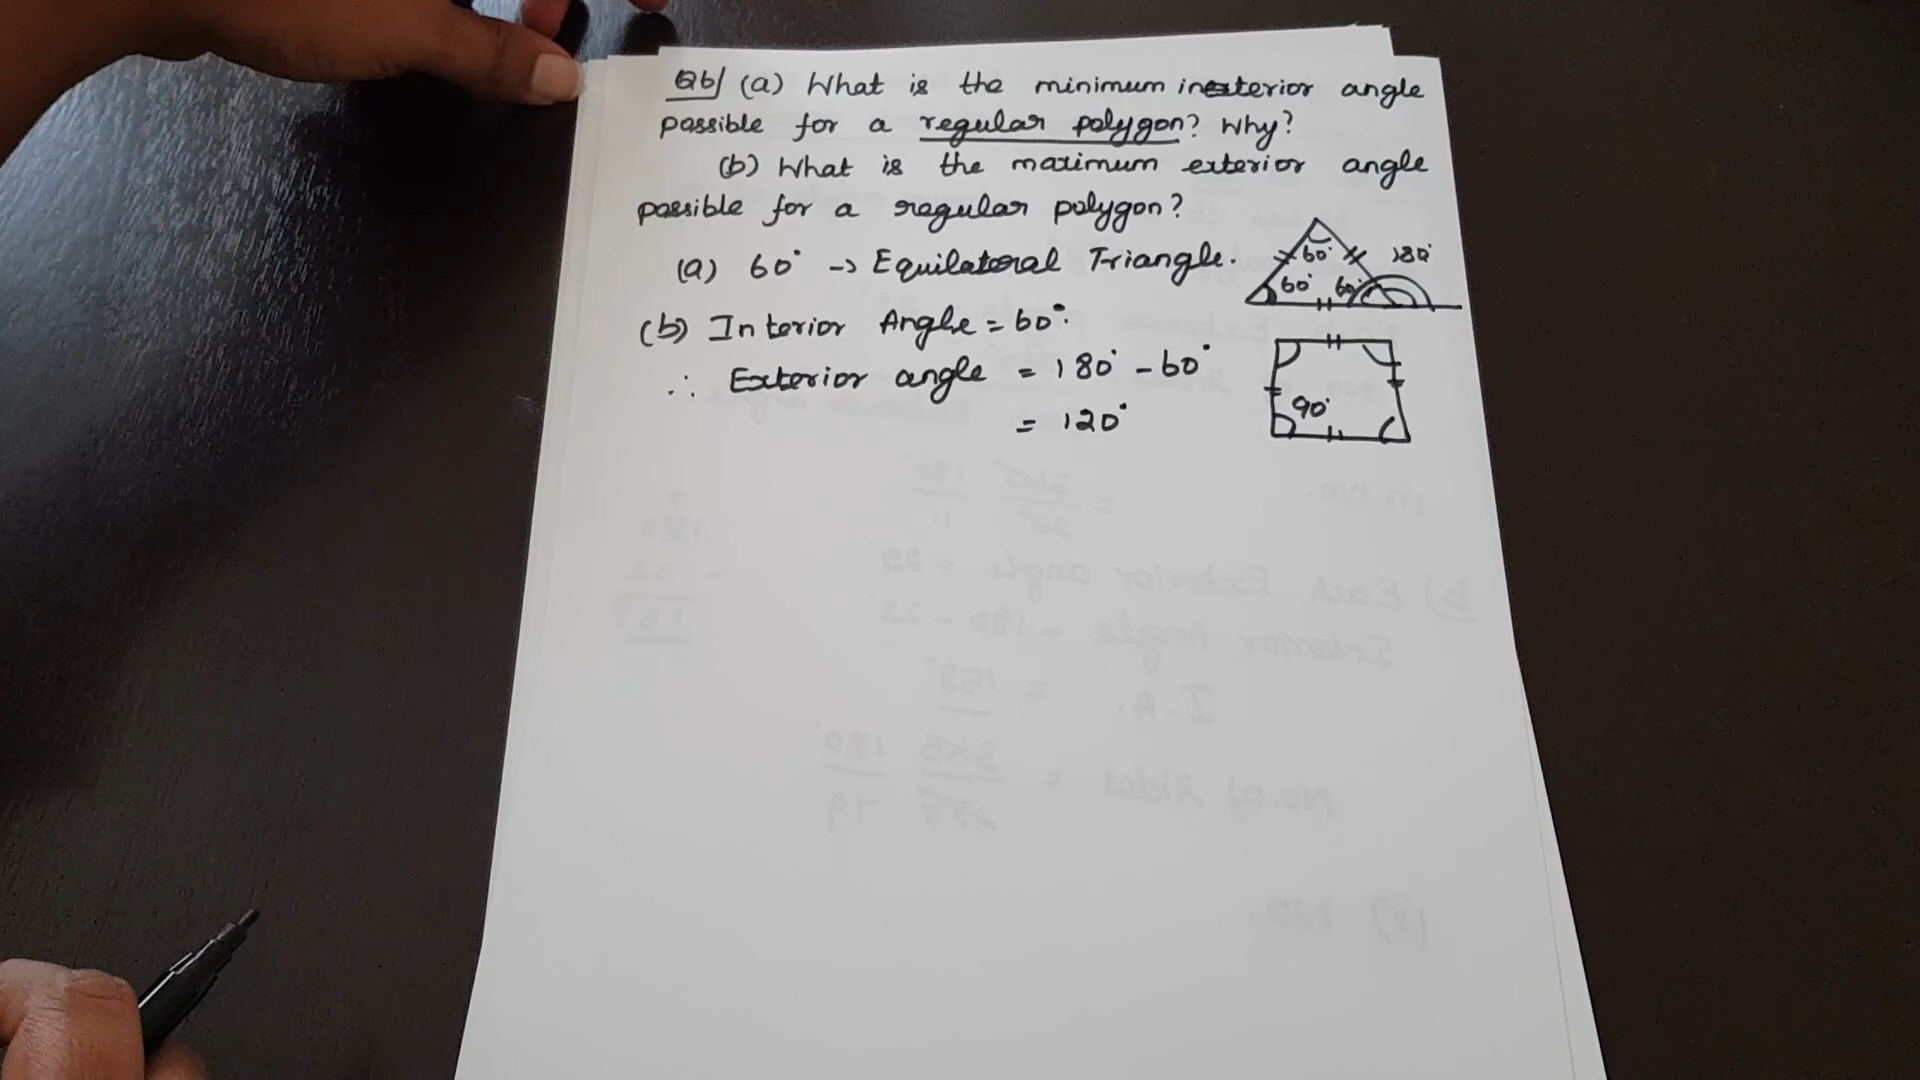 Q6/ (a) What is the minimum interior angle
possible for a regular polygon? Why?
(b) What is the maximum exterior angle
possible for a regular polygon?
(a) 60° → Equilateral Triangle.
60° 180°
60° 60°
(b) Interior Angle = 60°.
∴ Exterior angle = 180° - 60°
= 120°
90°